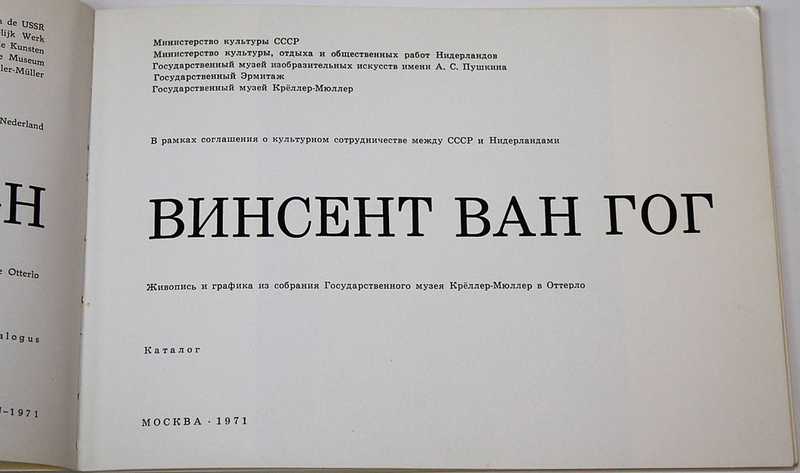 de USSR
lijk Werk
e Kunsten
Museum
ler-Müller
Nederland
Н
Otterlo
alogus
-1971
Министерство культуры СССР
Министерство культуры, отдыха и общественных работ Нидерландов
Государственный музей изобразительных искусств имени А. С. Пушкина
Государственный Эрмитаж
Государственный музей Крёллер-Мюллер
В рамках соглашения о культурном сотрудничестве между СССР и Нидерландами
ВИНСЕНТ ВАН ГОГ
Живопись и графика из собрания Государственного музея Крёллер-Мюллер в Оттерло
Каталог
МОСКВА · 1971